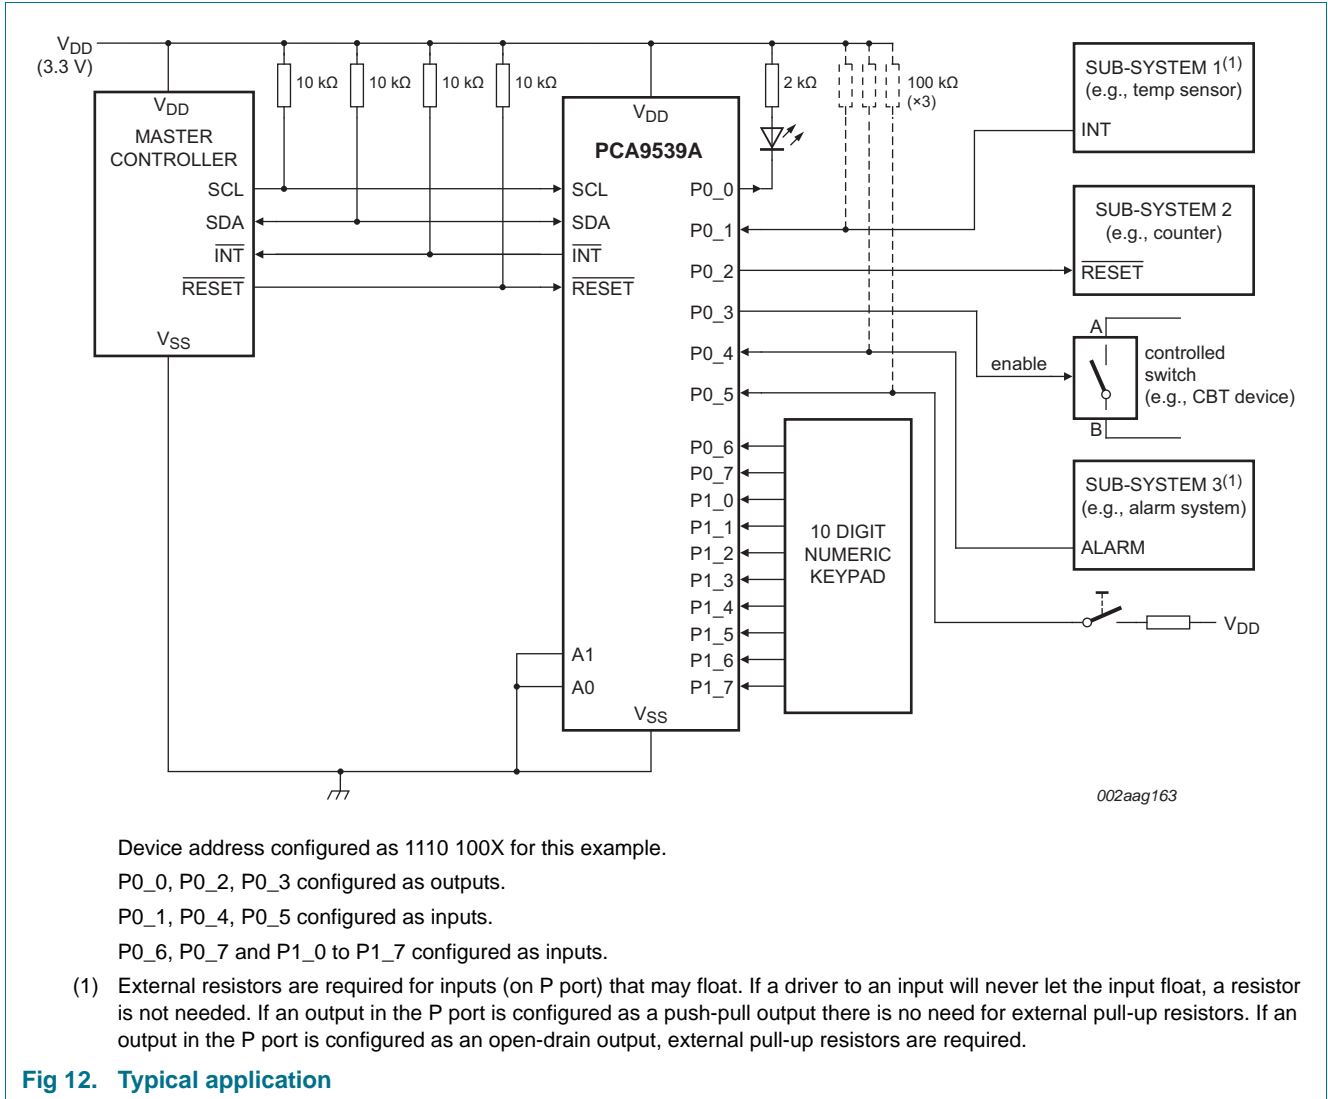 VDD
(3.3 V)
10 kΩ
10 kΩ
10 kΩ
10 kΩ
2 kΩ
100 kΩ
(×3)
VDD
MASTER
CONTROLLER
SCL
SDA
INT
RESET
VSS
VDD
PCA9539A
SCL
SDA
INT
RESET
A1
A0
VSS
P0_0
P0_1
P0_2
P0_3
P0_4
P0_5
P0_6
P0_7
P1_0
P1_1
P1_2
P1_3
P1_4
P1_5
P1_6
P1_7
10 DIGIT
NUMERIC
KEYPAD
SUB-SYSTEM 1(1)
(e.g., temp sensor)
INT
SUB-SYSTEM 2
(e.g., counter)
RESET
enable
A
B
controlled
switch
(e.g., CBT device)
SUB-SYSTEM 3(1)
(e.g., alarm system)
ALARM
VDD
002aag163
Device address configured as 1110 100X for this example.
P0_0, P0_2, P0_3 configured as outputs.
P0_1, P0_4, P0_5 configured as inputs.
P0_6, P0_7 and P1_0 to P1_7 configured as inputs.
(1) External resistors are required for inputs (on P port) that may float. If a driver to an input will never let the input float, a resistor
is not needed. If an output in the P port is configured as a push-pull output there is no need for external pull-up resistors. If an
output in the P port is configured as an open-drain output, external pull-up resistors are required.
Fig 12. Typical application